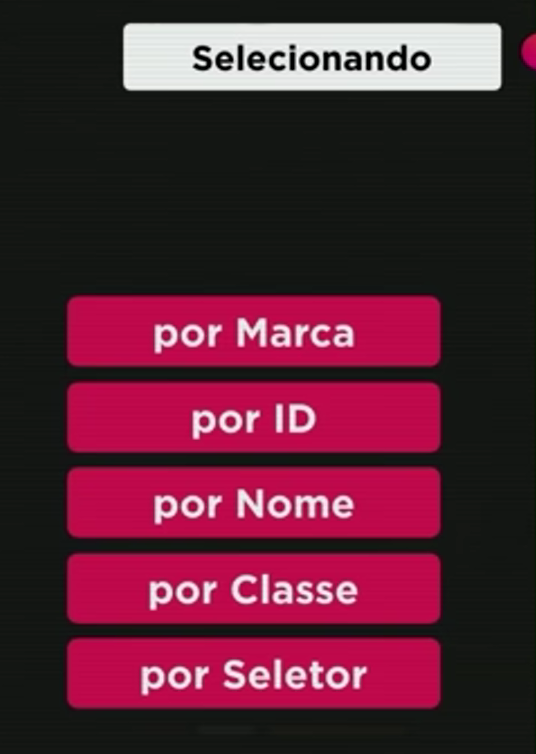 Selecionando
por Marca
por ID
por Nome
por Classe
por Seletor